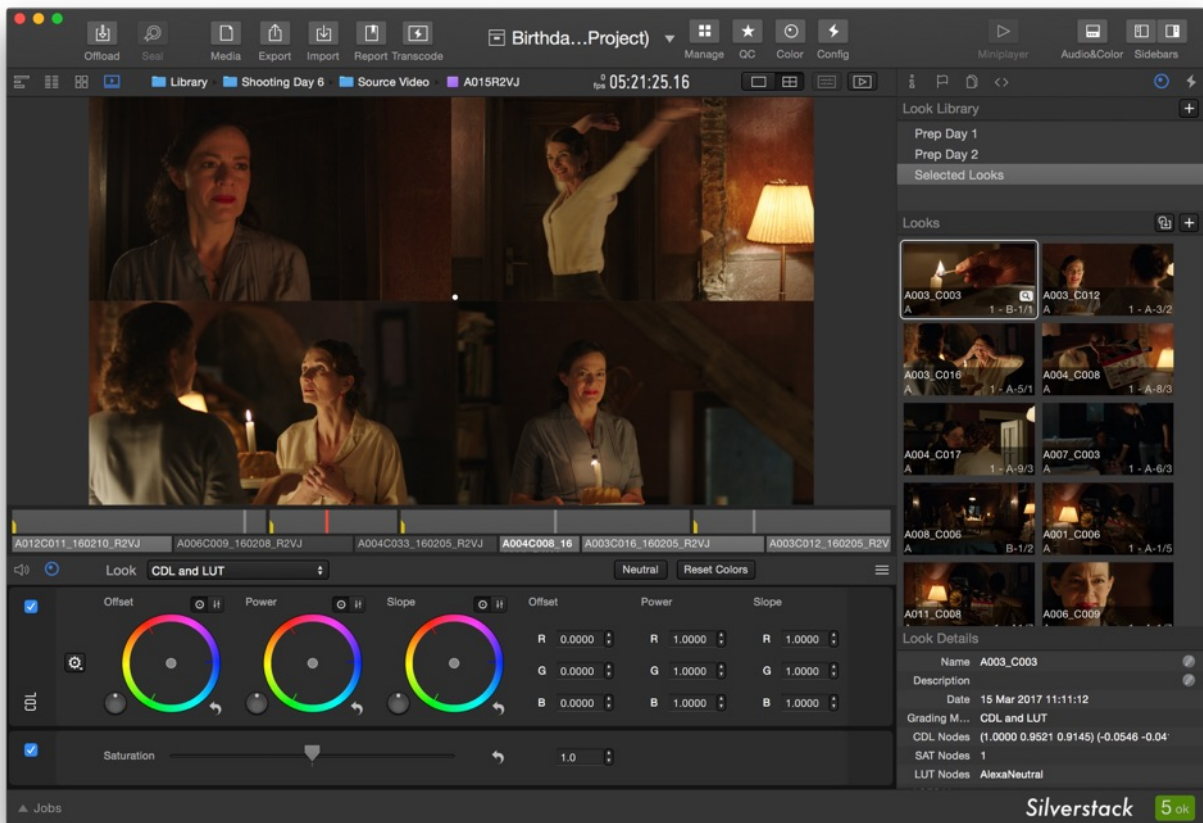 Offload Seal Media Export Import Report Transcode
Birthda...Project)
Manage QC Color Config
Miniplayer Audio&Color Sidebars
Library Shooting Day 6 Source Video A015R2VJ
0 fps 05:21:25.16
Look Library
Prep Day 1
Prep Day 2
Selected Looks
Looks
A003_C003
A 1 - B-1/1
A003_C012
A 1 - A-3/2
A003_C016
A 1 - A-5/1
A004_C008
A 1 - A-8/3
A004_C017
A 1 - A-9/3
A007_C003
A 1 - A-6/3
A008_C006
A B-1/2
A001_C006
A 1 - A-1/5
A011_C008
A006_C009
A012C011_160210_R2VJ A006C009_160208_R2VJ A004C033_160205_R2VJ A004C008_16 A003C016_160205_R2VJ A003C012_160205_R2V
Look CDL and LUT Neutral Reset Colors
CDL
Offset Power Slope Offset Power Slope
R 0.0000 R 1.0000 R 1.0000
G 0.0000 G 1.0000 G 1.0000
B 0.0000 B 1.0000 B 1.0000
Saturation 1.0
Look Details
Name A003_C003
Description
Date 15 Mar 2017 11:11:12
Grading M... CDL and LUT
CDL Nodes (1.0000 0.9521 0.9145) (-0.0546 -0.04
SAT Nodes 1
LUT Nodes AlexaNeutral
Jobs
Silverstack 5 ok